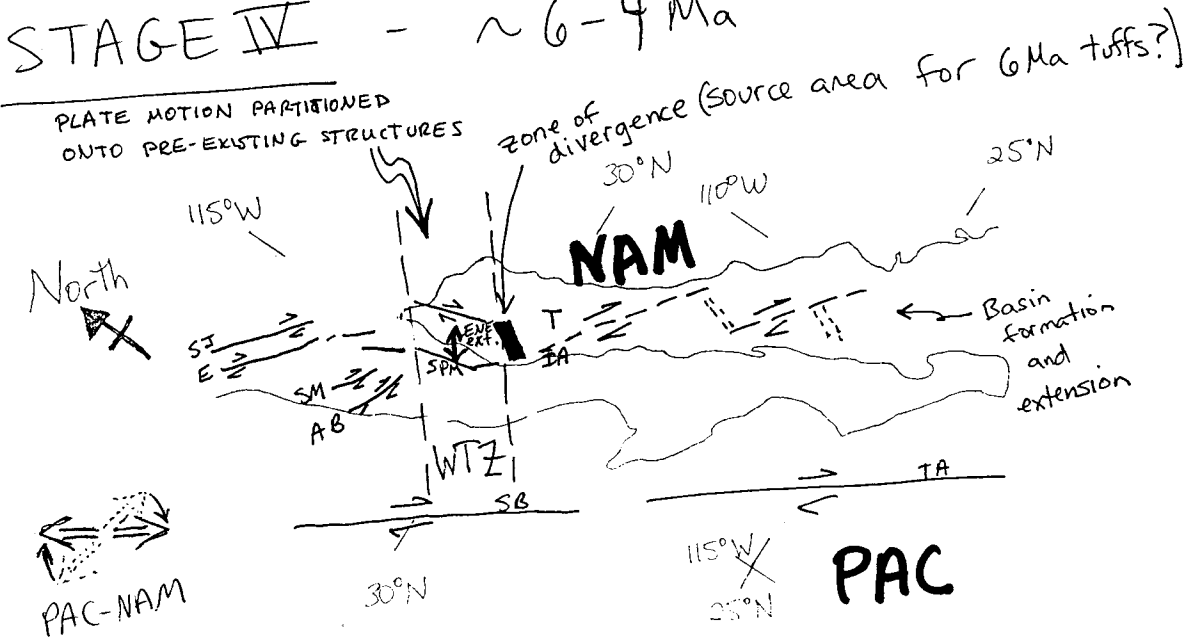 STAGE IV - ~ 6-4 Ma
PLATE MOTION PARTITIONED
ONTO PRE-EXISTING STRUCTURES
zone of
divergence (source area for 6Ma tuffs?)
115°W
30°N
110°W
25°N
North
NAM
SJ
E
SM
AB
ENE
ext.
SPM
T
IA
Basin
formation
and
extension
WTZ
SB
TA
PAC-NAM
30°N
115°W
25°N
PAC